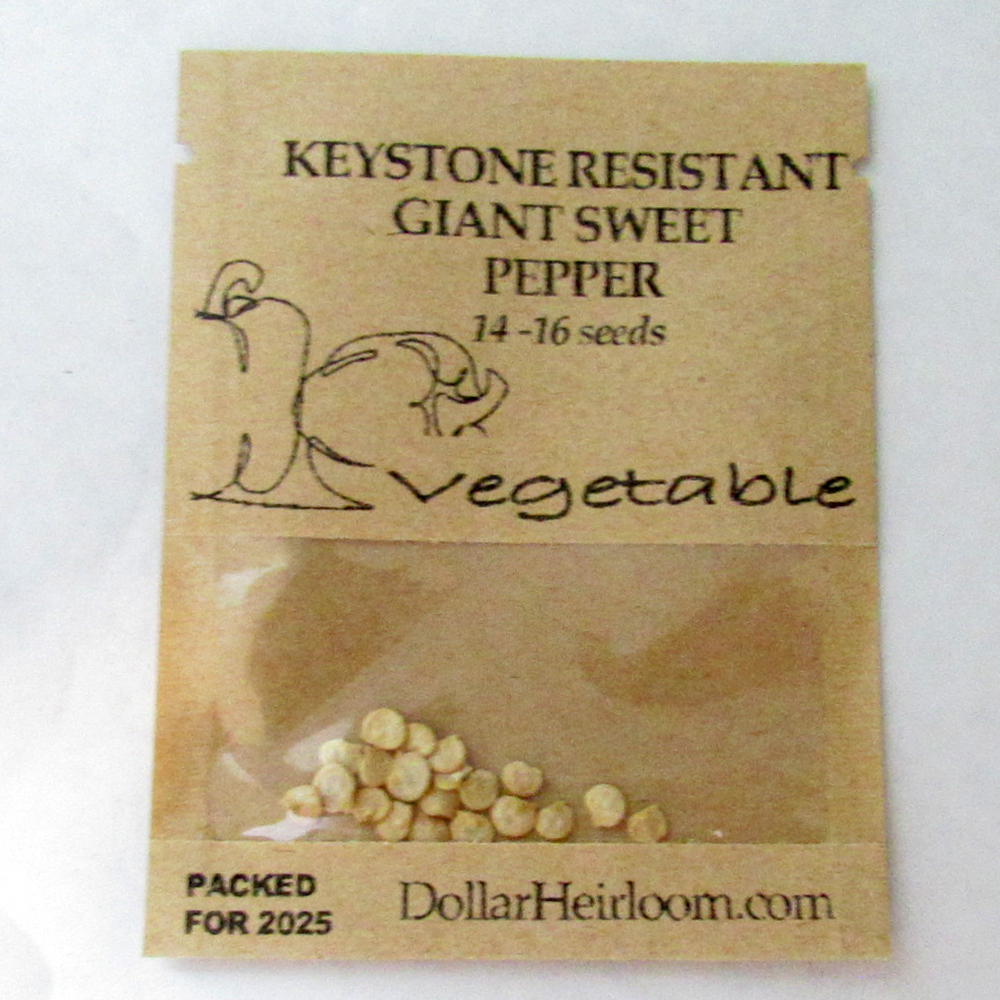 KEYSTONE RESISTANT
GIANT SWEET
PEPPER
14 -16 seeds
vegetable
PACKED
FOR 2025
DollarHeirloom.com